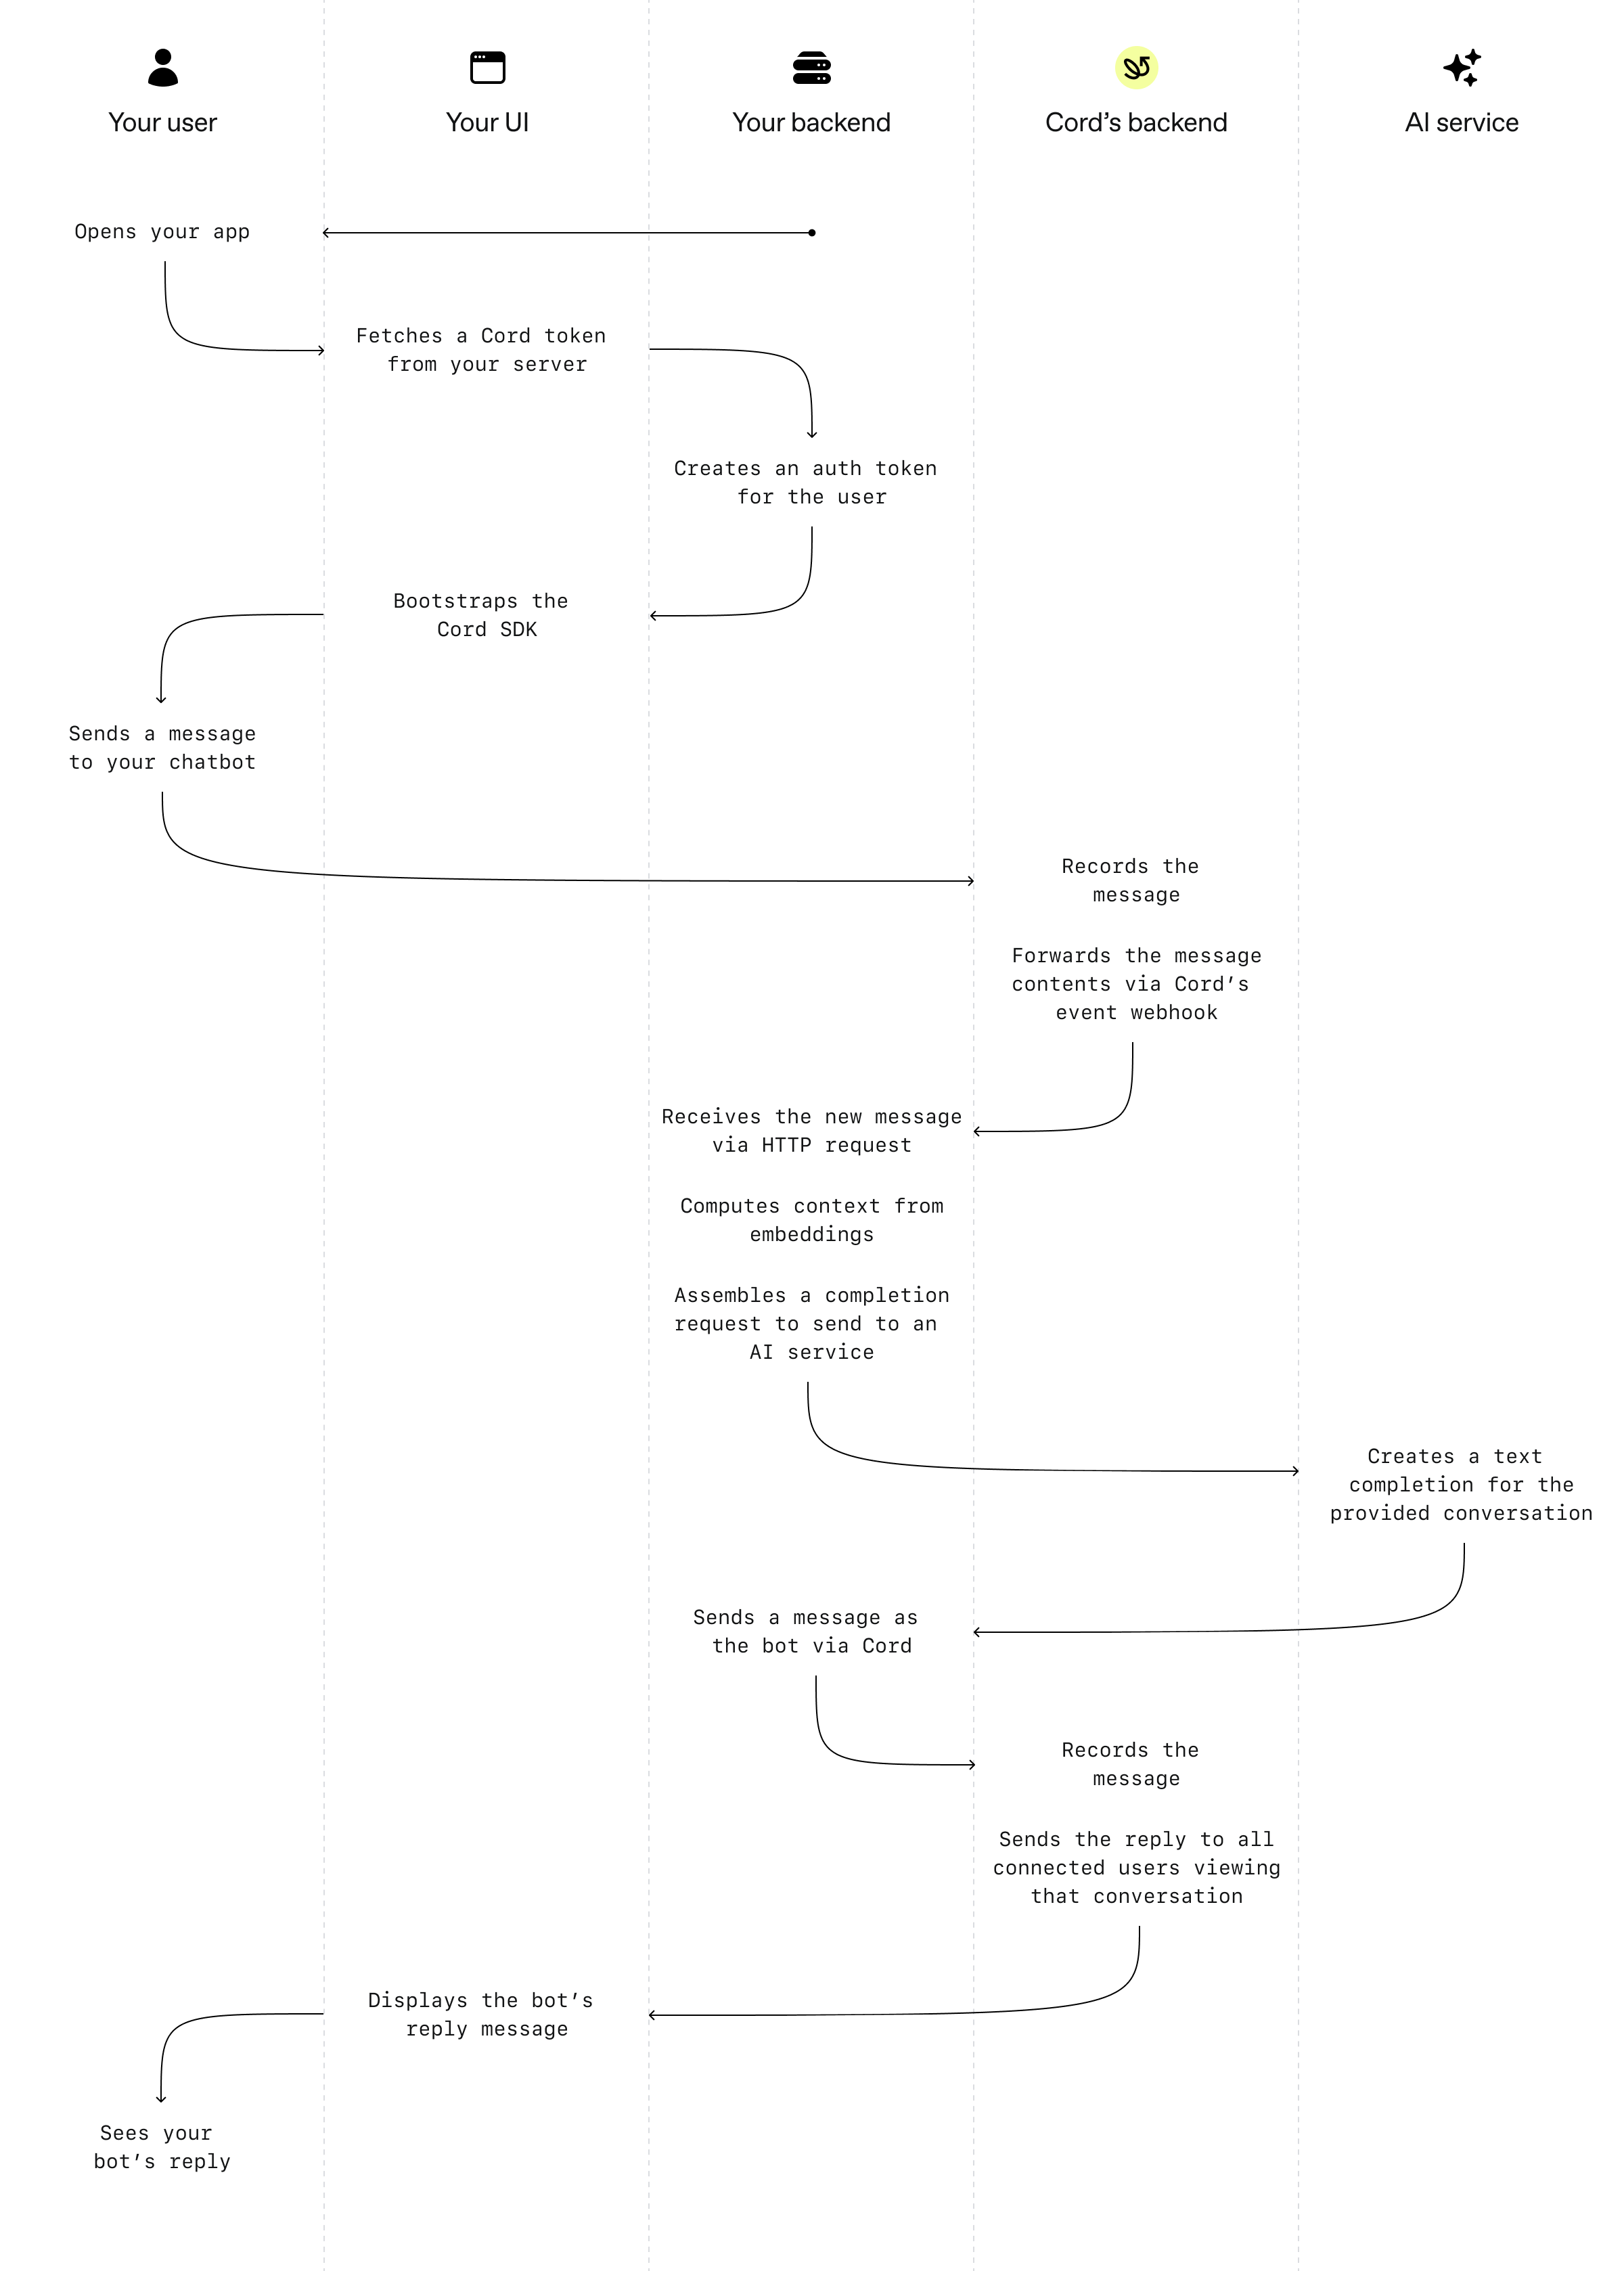 Your user
Your UI
Your backend
Cord’s backend
AI service
Opens your app
Fetches a Cord token
from your server
Creates an auth token
for the user
Bootstraps the
Cord SDK
Sends a message
to your chatbot
Records the
message
Forwards the message
contents via Cord’s
event webhook
Receives the new message
via HTTP request
Computes context from
embeddings
Assembles a completion
request to send to an
AI service
Creates a text
completion for the
provided conversation
Sends a message as
the bot via Cord
Records the
message
Sends the reply to all
connected users viewing
that conversation
Displays the bot’s
reply message
Sees your
bot’s reply